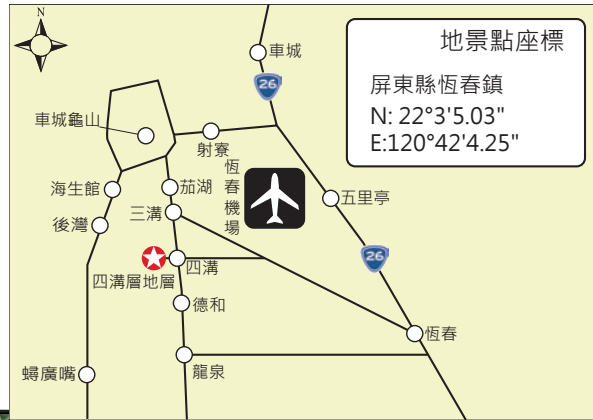 N
地景點座標
屏東縣恆春鎮
N: 22°3'5.03"
E:120°42'4.25"
車城
26
車城龜山
射寮
恆春機場
海生館
茄湖
五里亭
後灣
三溝
26
四溝
四溝層地層
德和
恆春
龍泉
蟳廣嘴